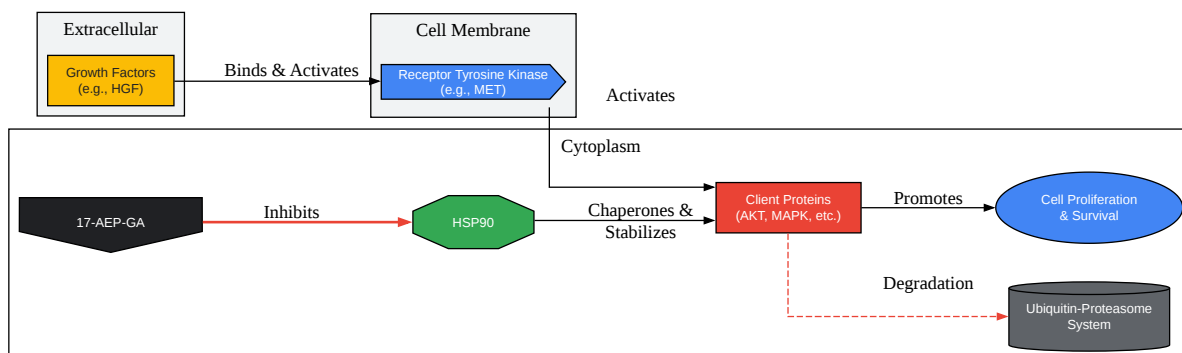 Extracellular
Cell Membrane
Growth Factors
(e.g., HGF)
Binds & Activates
Receptor Tyrosine Kinase
(e.g., MET)
Activates
Cytoplasm
17-AEP-GA
Inhibits
HSP90
Chaperones &
Stabilizes
Client Proteins
(AKT, MAPK, etc.)
Promotes
Cell Proliferation
& Survival
Degradation
Ubiquitin-Proteasome
System